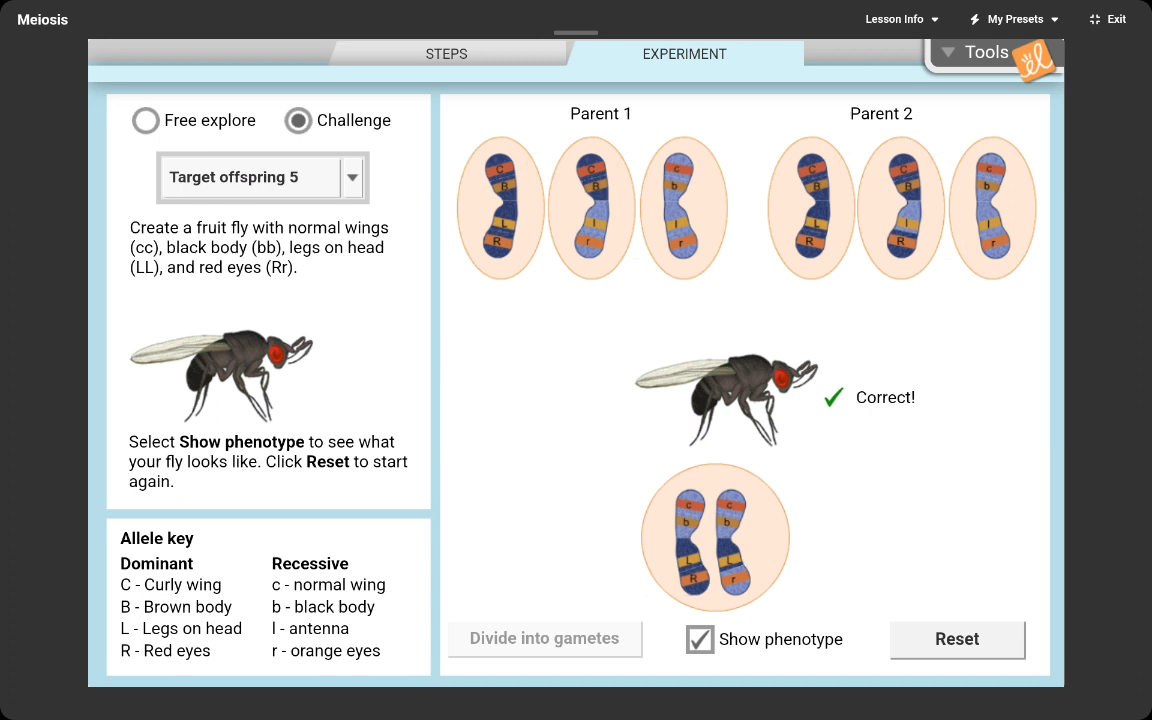 Meiosis
Lesson Info
My Presets
Exit
STEPS
EXPERIMENT
Tools
Free explore
Challenge
Target offspring 5
Create a fruit fly with normal wings
(cc), black body (bb), legs on head
(LL), and red eyes (Rr).
Select Show phenotype to see what
your fly looks like. Click Reset to start
again.
Allele key
Dominant
Recessive
C - Curly wing
c - normal wing
B - Brown body
b - black body
L - Legs on head
l - antenna
R - Red eyes
r - orange eyes
Parent 1
Parent 2
C
B
L
R
C
B
l
r
c
b
l
r
C
B
L
R
C
B
l
R
c
b
l
r
Correct!
c
b
L
R
c
b
L
r
Divide into gametes
Show phenotype
Reset